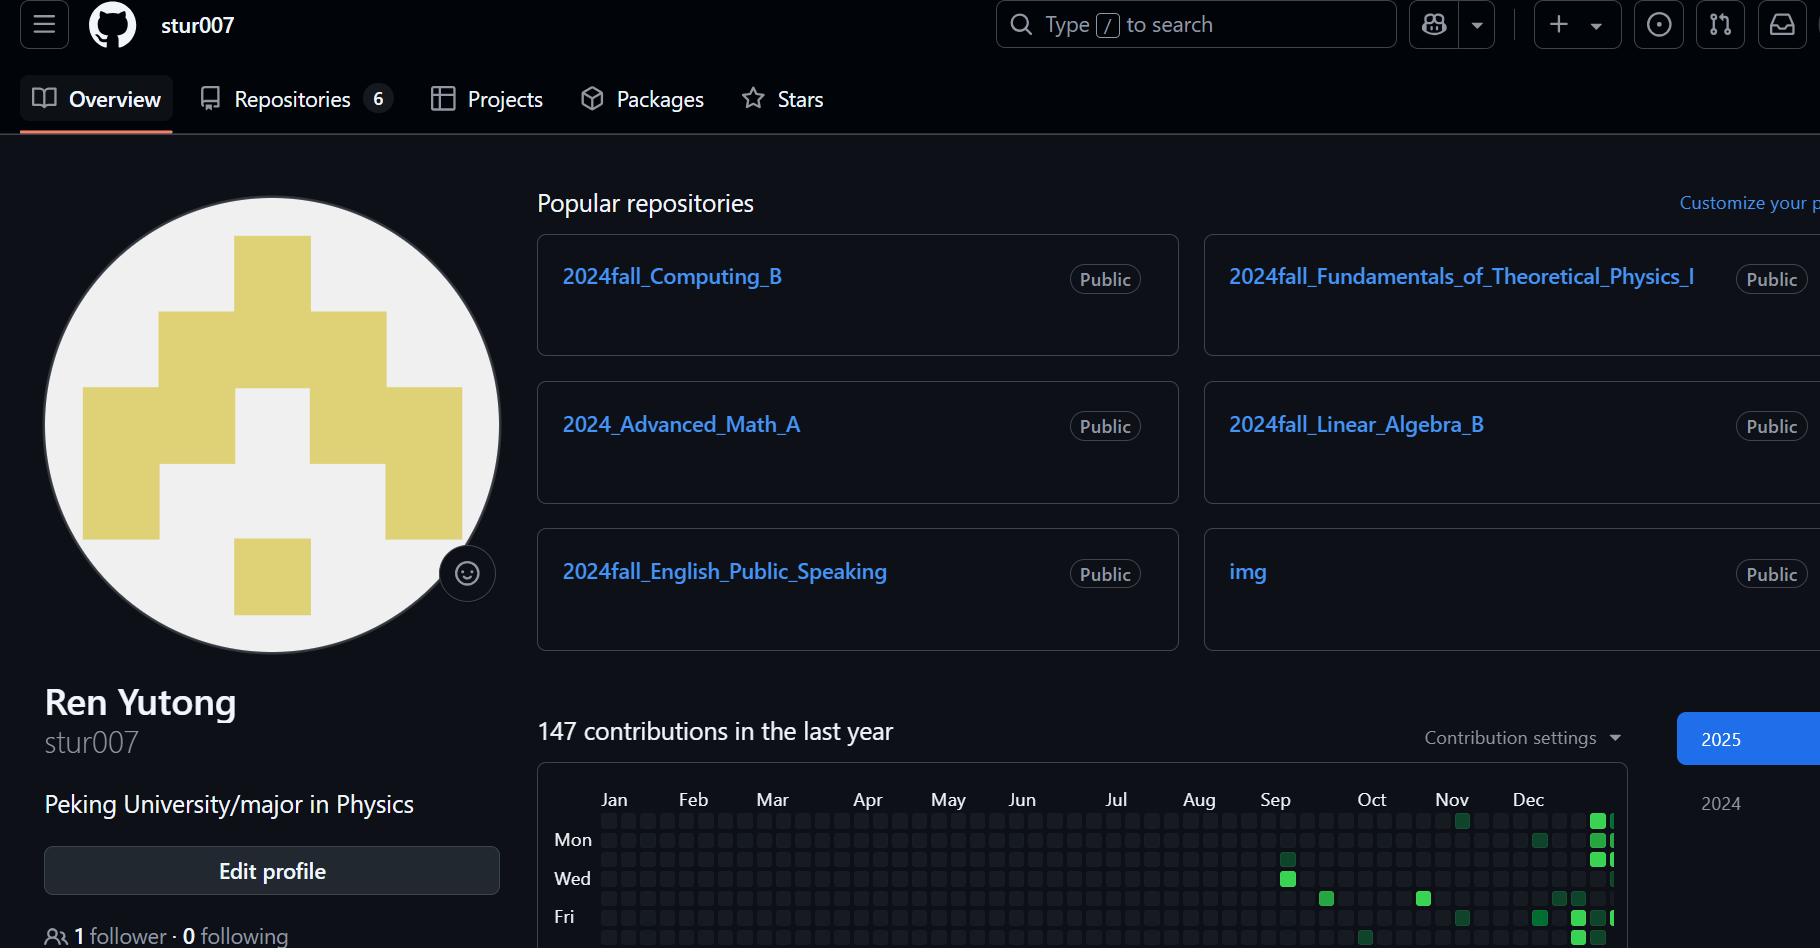 stur007
Type / to search
Overview
Repositories 6
Projects
Packages
Stars
Popular repositories
Customize your p
2024fall_Computing_B
Public
2024fall_Fundamentals_of_Theoretical_Physics_I
Public
2024_Advanced_Math_A
Public
2024fall_Linear_Algebra_B
Public
2024fall_English_Public_Speaking
Public
img
Public
Ren Yutong
stur007
Peking University/major in Physics
Edit profile
1 follower · 0 following
147 contributions in the last year
Contribution settings
2025
2024
Jan Feb Mar Apr May Jun Jul Aug Sep Oct Nov Dec
Mon
Wed
Fri